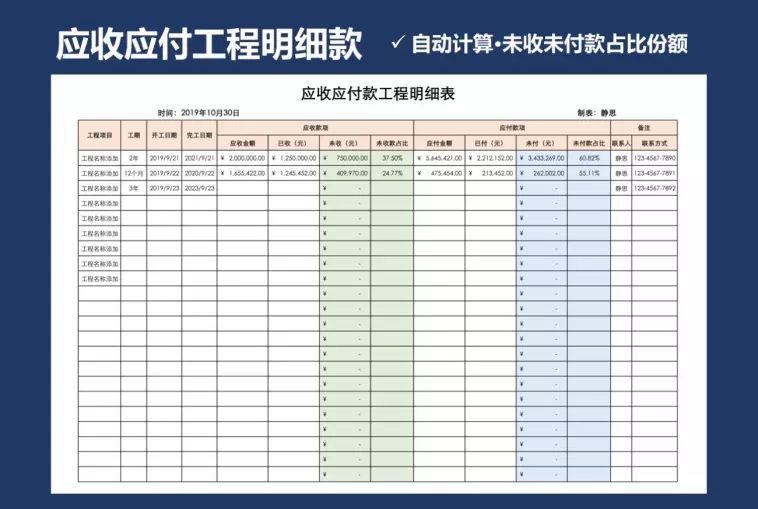 应收应付工程明细款 ✓ 自动计算·未收未付款占比份额
应收应付款工程明细表
时间：2019年10月30日 制表：静思
工程项目 工期 开工日期 完工日期 应收款项 应付款项 备注
应收金额 已收（元） 未收（元） 未收款占比 应付金额 已付（元） 未付（元） 未付款占比 联系人 联系方式
工程名称添加 2年 2019/9/21 2021/9/21 ¥ 2,000,000.00 ¥ 1,250,000.00 ¥ 750,000.00 37.50% ¥ 5,645,421.00 ¥ 2,212,152.00 ¥ 3,433,269.00 60.82% 静思 123-4567-7890
工程名称添加 12个月 2019/9/22 2020/9/22 ¥ 1,655,422.00 ¥ 1,245,452.00 ¥ 409,970.00 24.77% ¥ 475,454.00 ¥ 213,452.00 ¥ 262,002.00 55.11% 静思 123-4567-7891
工程名称添加 3年 2019/9/23 2023/9/23 ¥ - ¥ - 静思 123-4567-7892
工程名称添加 ¥ - ¥ -
工程名称添加 ¥ - ¥ -
工程名称添加 ¥ - ¥ -
工程名称添加 ¥ - ¥ -
工程名称添加 ¥ - ¥ -
工程名称添加 ¥ - ¥ -
¥ - ¥ -
¥ - ¥ -
¥ - ¥ -
¥ - ¥ -
¥ - ¥ -
¥ - ¥ -
¥ - ¥ -
¥ - ¥ -
¥ - ¥ -
¥ - ¥ -
¥ - ¥ -
¥ - ¥ -
¥ - ¥ -